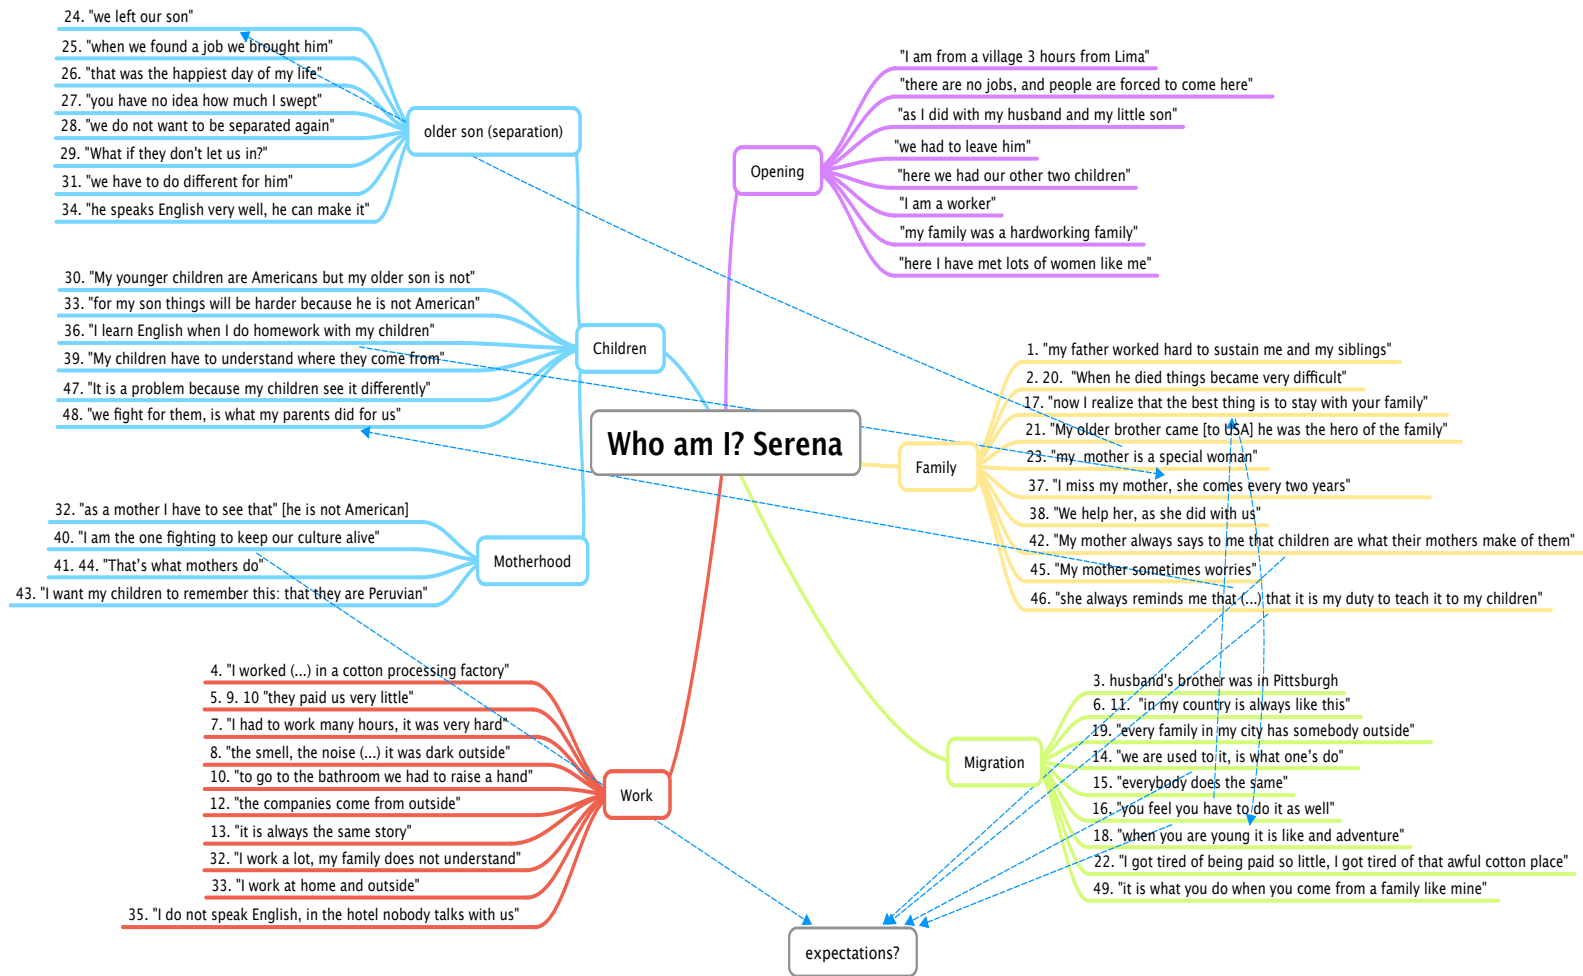 24. "we left our son"
25. "when we found a job we brought him"
26. "that was the happiest day of my life"
27. "you have no idea how much I swept"
28. "we do not want to be separated again"
29. "What if they don't let us in?"
31. "we have to do different for him"
34. "he speaks English very well, he can make it"
older son (separation)
30. "My younger children are Americans but my older son is not"
33. "for my son things will be harder because he is not American"
36. "I learn English when I do homework with my children"
39. "My children have to understand where they come from"
47. "It is a problem because my children see it differently"
48. "we fight for them, is what my parents did for us"
Children
32. "as a mother I have to see that" [he is not American]
40. "I am the one fighting to keep our culture alive"
41. 44. "That's what mothers do"
43. "I want my children to remember this: that they are Peruvian"
Motherhood
4. "I worked (...) in a cotton processing factory"
5. 9. 10 "they paid us very little"
7. "I had to work many hours, it was very hard"
8. "the smell, the noise (...) it was dark outside"
10. "to go to the bathroom we had to raise a hand"
12. "the companies come from outside"
13. "it is always the same story"
32. "I work a lot, my family does not understand"
33. "I work at home and outside"
35. "I do not speak English, in the hotel nobody talks with us"
Work
Who am I? Serena
Opening
"I am from a village 3 hours from Lima"
"there are no jobs, and people are forced to come here"
"as I did with my husband and my little son"
"we had to leave him"
"here we had our other two children"
"I am a worker"
"my family was a hardworking family"
"here I have met lots of women like me"
Family
1. "my father worked hard to sustain me and my siblings"
2. 20. "When he died things became very difficult"
17. "now I realize that the best thing is to stay with your family"
21. "My older brother came [to USA] he was the hero of the family"
23. "my mother is a special woman"
37. "I miss my mother, she comes every two years"
38. "We help her, as she did with us"
42. "My mother always says to me that children are what their mothers make of them"
45. "My mother sometimes worries"
46. "she always reminds me that (...) that it is my duty to teach it to my children"
Migration
3. husband's brother was in Pittsburgh
6. 11. "in my country is always like this"
19. "every family in my city has somebody outside"
14. "we are used to it, is what one's do"
15. "everybody does the same"
16. "you feel you have to do it as well"
18. "when you are young it is like and adventure"
22. "I got tired of being paid so little, I got tired of that awful cotton place"
49. "it is what you do when you come from a family like mine"
expectations?